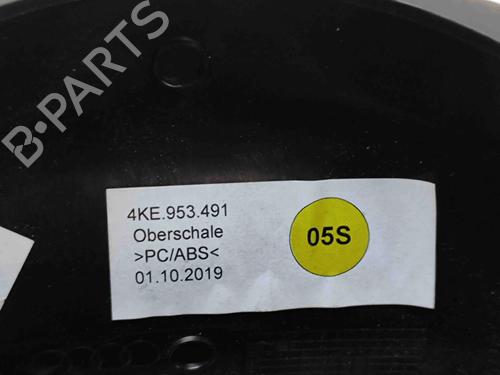 B·PARTS
4KE.953.491
Oberschale
>PC/ABS<
01.10.2019
05S